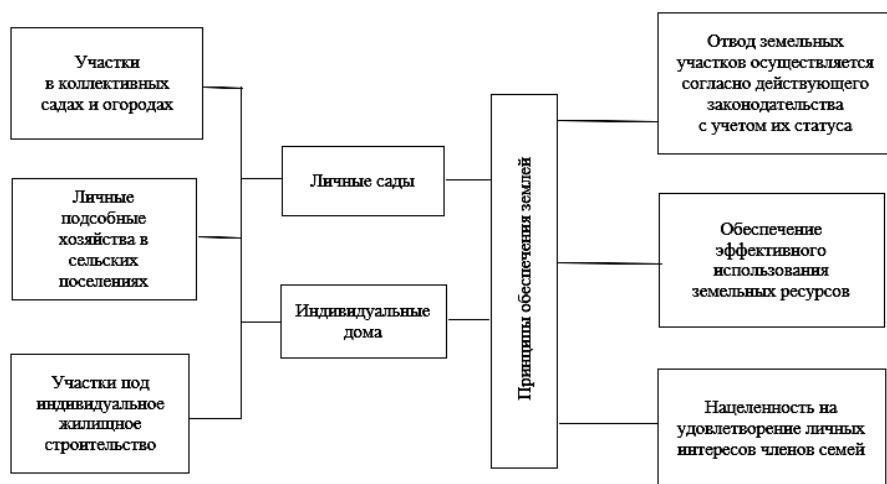 Участки
в коллективных
садах и огородах
Личные
подсобные
хозяйства в
сельских
поселениях
Участки под
индивидуальное
жилищное
строительство
Личные сады
Индивидуальные
дома
Принципы обеспечения землей
Отвод земельных
участков осуществляется
согласно действующего
законодательства
с учетом их статуса
Обеспечение
эффективного
использования
земельных ресурсов
Нацеленность на
удовлетворение личных
интересов членов семей